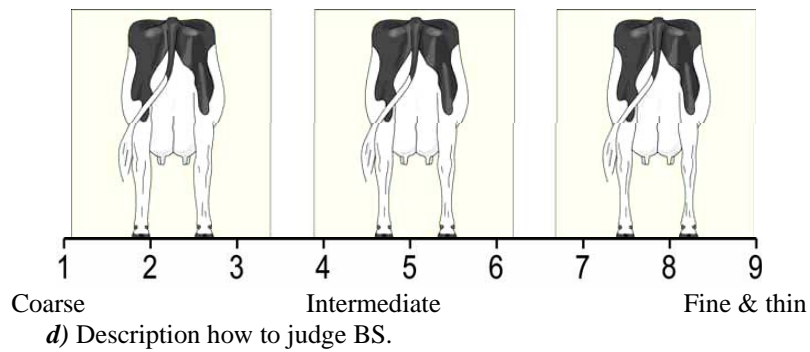 1 2 3 4 5 6 7 8 9
Coarse Intermediate Fine & thin
d) Description how to judge BS.